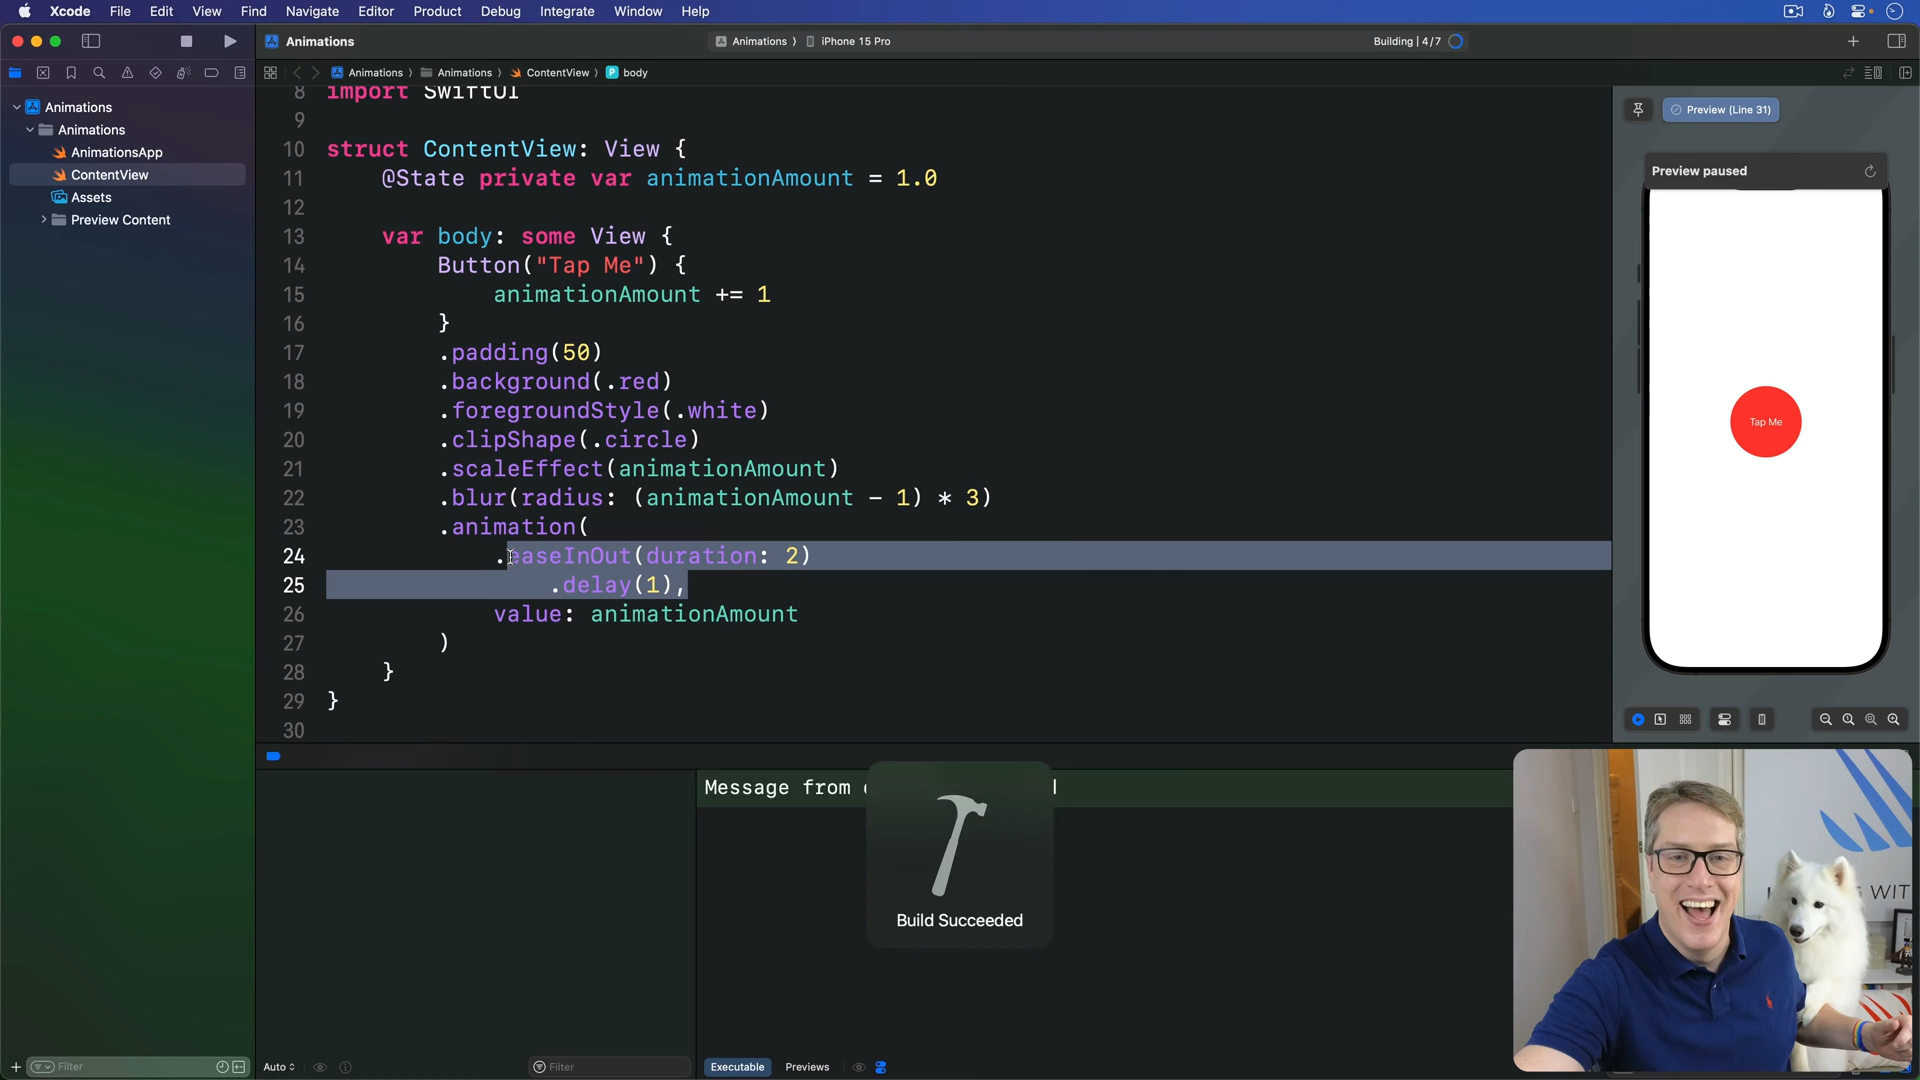 Xcode File Edit View Find Navigate Editor Product Debug Integrate Window Help
Animations
Animations 〉 iPhone 15 Pro
Building | 4/7
Animations 〉 Animations 〉 ContentView 〉 P body
Animations
Animations
AnimationsApp
ContentView
Assets
Preview Content
8 import SwiftUI
9
10 struct ContentView: View {
11 @State private var animationAmount = 1.0
12
13 var body: some View {
14 Button("Tap Me") {
15 animationAmount += 1
16 }
17 .padding(50)
18 .background(.red)
19 .foregroundStyle(.white)
20 .clipShape(.circle)
21 .scaleEffect(animationAmount)
22 .blur(radius: (animationAmount - 1) * 3)
23 .animation(
24 .easeInOut(duration: 2)
25 .delay(1),
26 value: animationAmount
27 )
28 }
29 }
30
Preview (Line 31)
Preview paused
Tap Me
Message from
Build Succeeded
WIT
Filter
Auto
Filter
Executable Previews